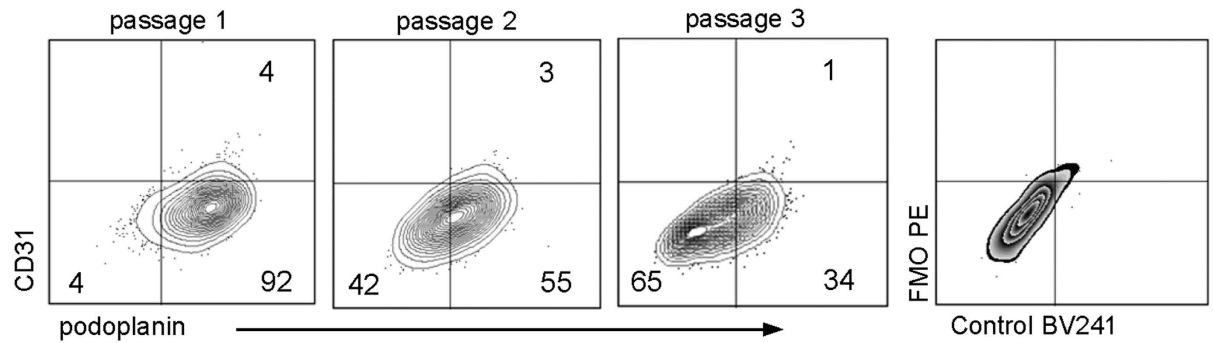 passage 1
passage 2
passage 3
4
3
1
CD31
FMO PE
4
92
42
55
65
34
podoplanin
Control BV241